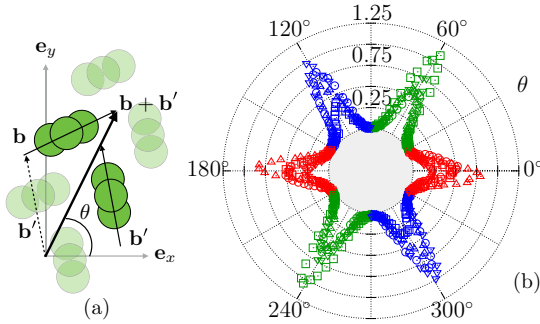 e_y
b
b + b′
b′
θ
b′
e_x
(a)
120°
1.25
60°
0.75
θ
0.25
180°
0°
240°
300°
(b)